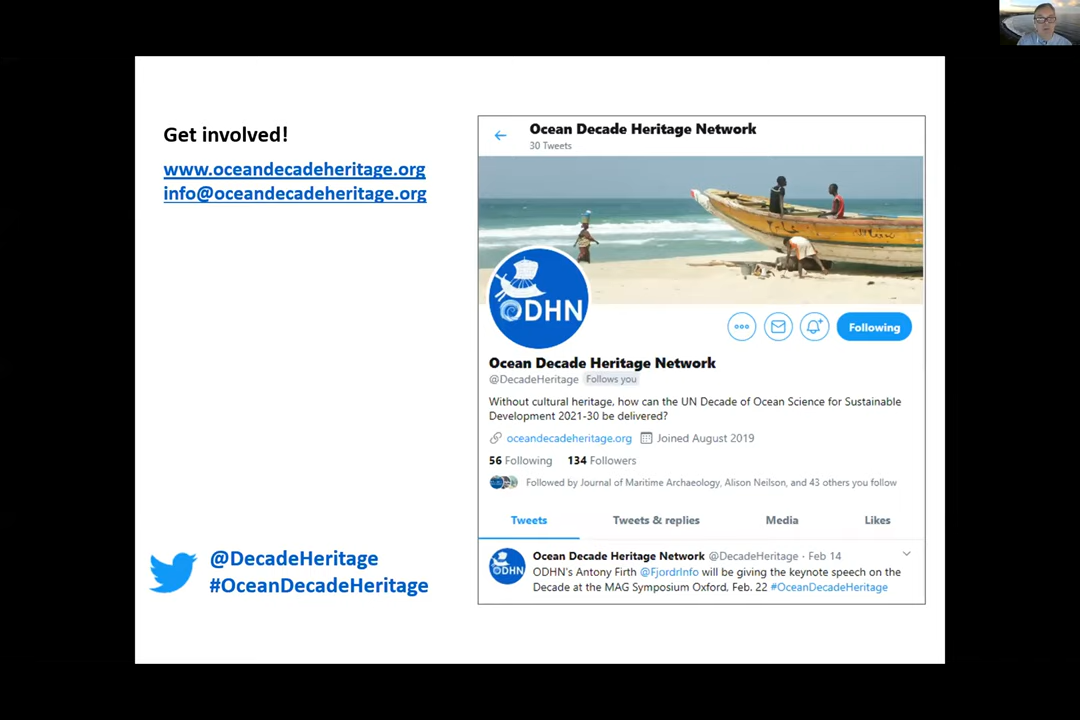 Get involved!
www.oceandecadeheritage.org
info@oceandecadeheritage.org
@DecadeHeritage
#OceanDecadeHeritage
Ocean Decade Heritage Network
30 Tweets
ODHN
Following
Ocean Decade Heritage Network
@DecadeHeritage Follows you
Without cultural heritage, how can the UN Decade of Ocean Science for Sustainable
Development 2021-30 be delivered?
oceandecadeheritage.org Joined August 2019
56 Following 134 Followers
Followed by Journal of Maritime Archaeology, Alison Neilson, and 43 others you follow
Tweets Tweets & replies Media Likes
ODHN
Ocean Decade Heritage Network @DecadeHeritage · Feb 14
ODHN's Antony Firth @FjordrInfo will be giving the keynote speech on the
Decade at the MAG Symposium Oxford, Feb. 22 #OceanDecadeHeritage